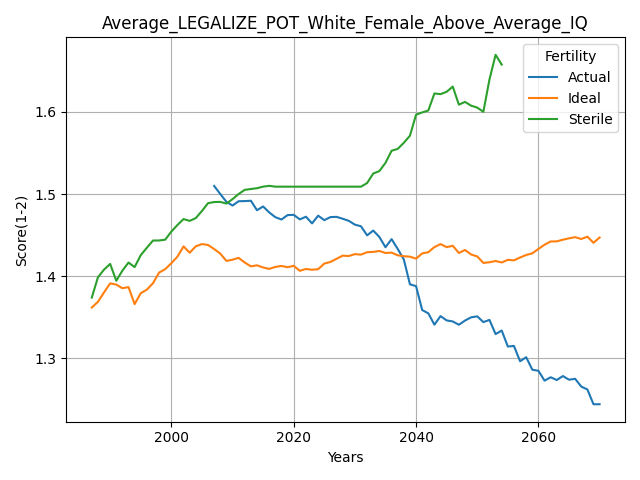 Average_LEGALIZE_POT_White_Female_Above_Average_IQ
Fertility
Actual
Ideal
Sterile
Score(1-2)
1.6
1.5
1.4
1.3
2000 2020 2040 2060
Years